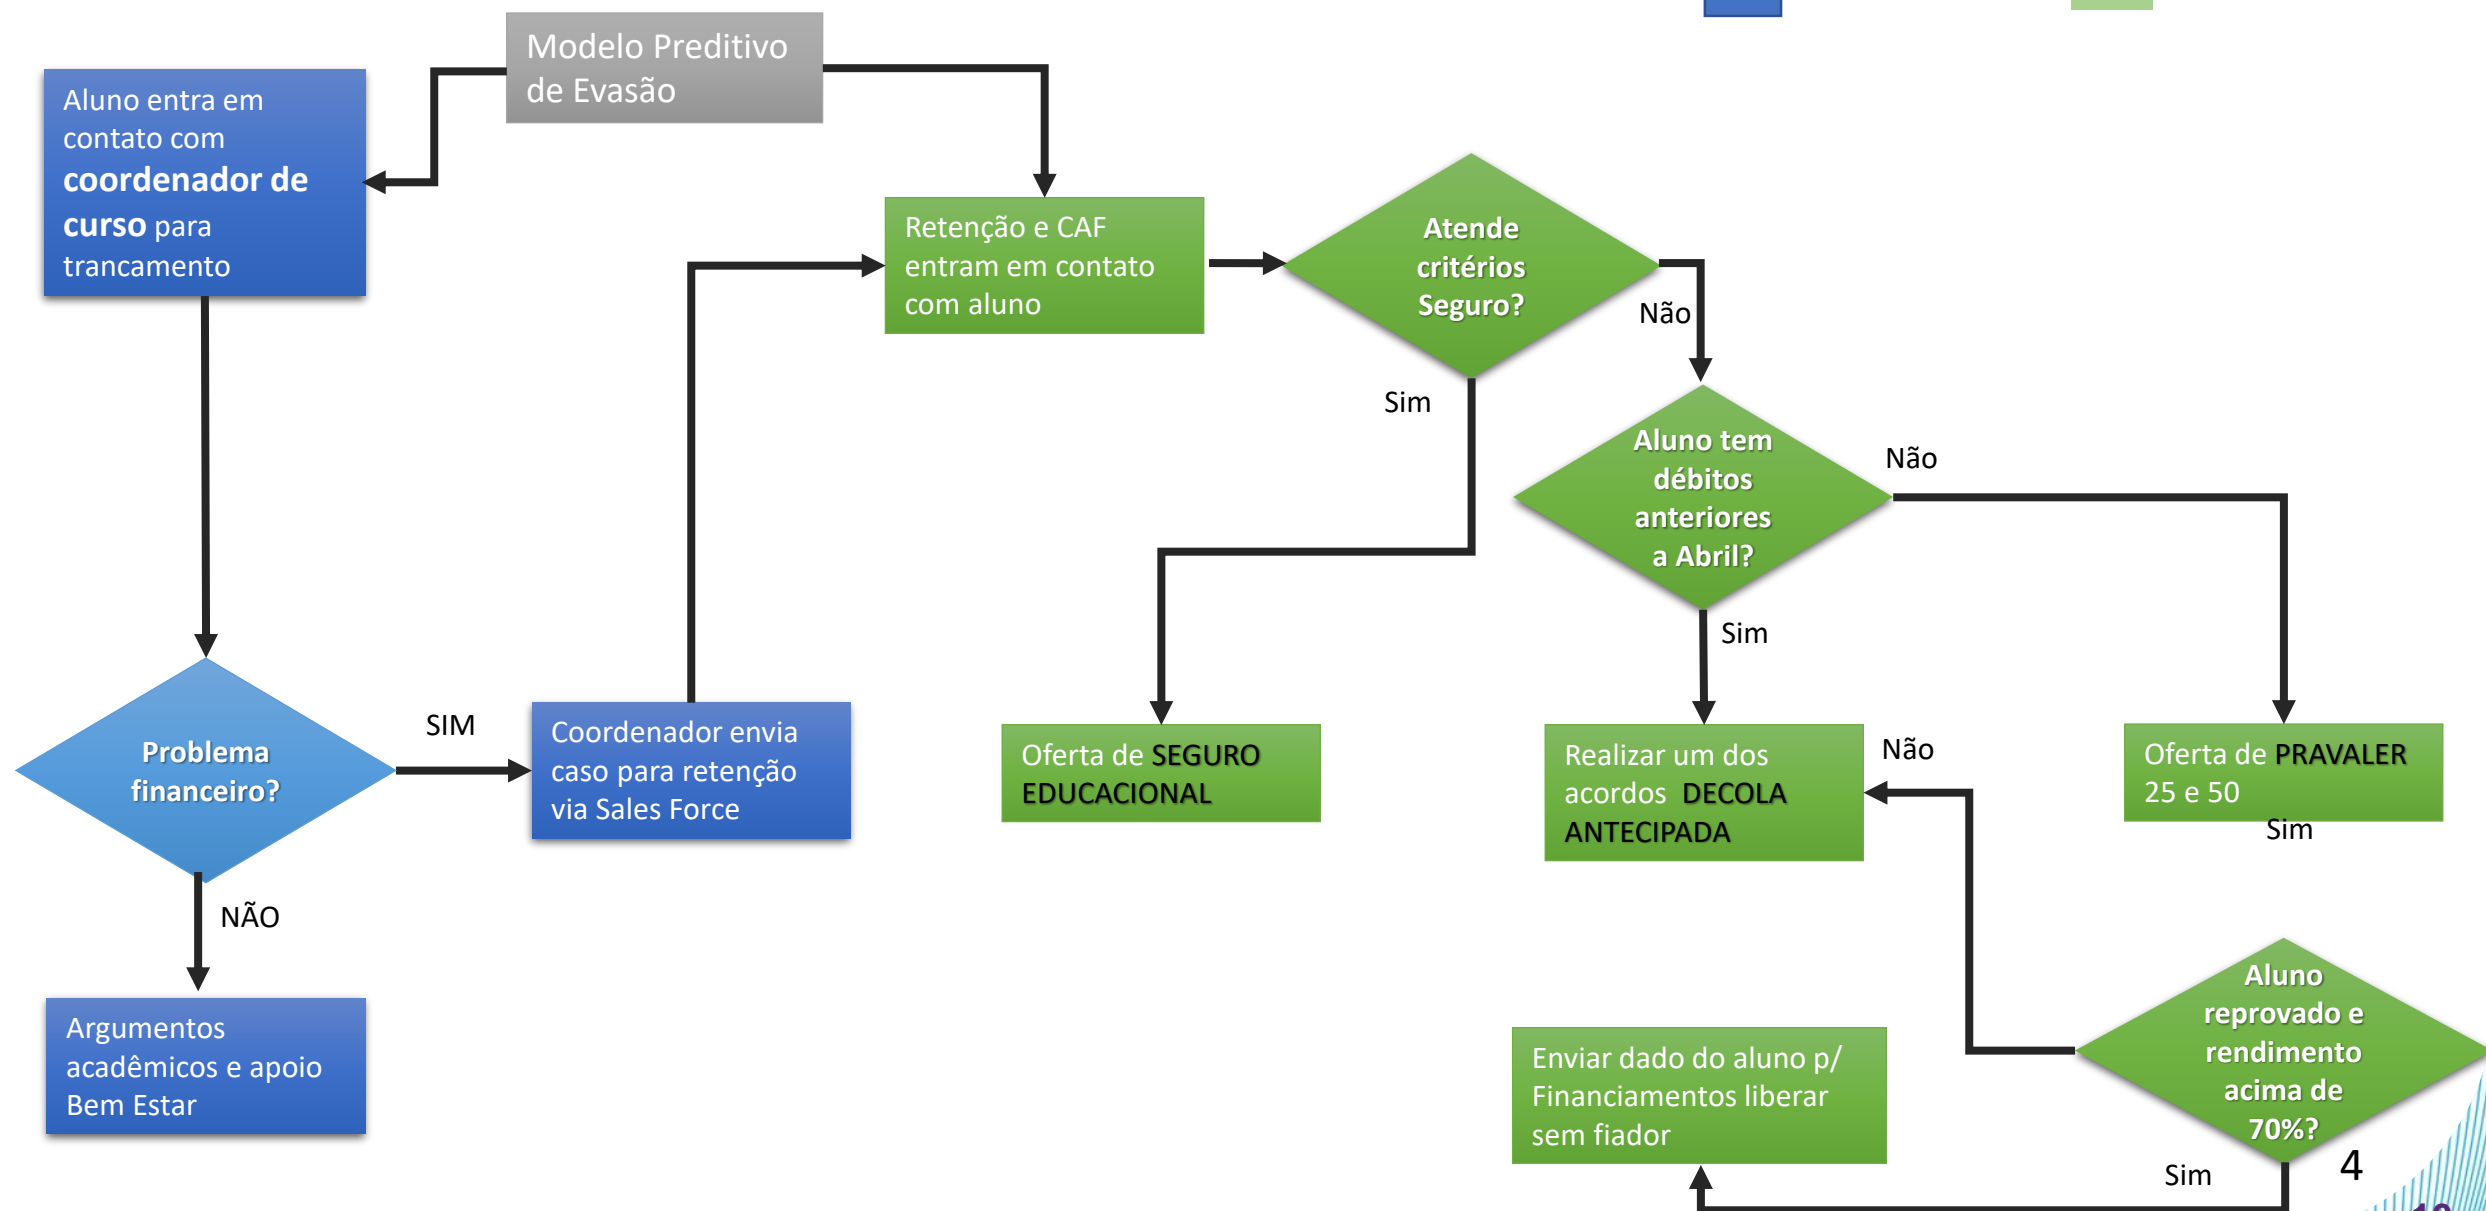 Modelo Preditivo
de Evasão
Aluno entra em
contato com
coordenador de
curso para
trancamento
Retenção e CAF
entram em contato
com aluno
Atende
critérios
Seguro?
Não
Sim
Aluno tem
débitos
anteriores
a Abril?
Não
Sim
Problema
financeiro?
SIM
NÃO
Coordenador envia
caso para retenção
via Sales Force
Oferta de SEGURO
EDUCACIONAL
Realizar um dos
acordos DECOLA
ANTECIPADA
Não
Oferta de PRAVALER
25 e 50
Sim
Argumentos
acadêmicos e apoio
Bem Estar
Enviar dado do aluno p/
Financiamentos liberar
sem fiador
Aluno
reprovado e
rendimento
acima de
70%?
Sim
4